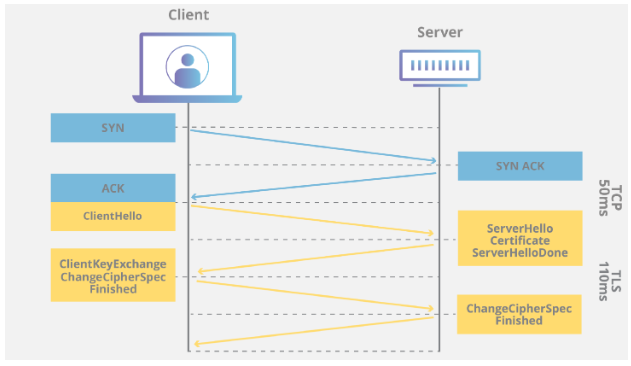 Client
Server
SYN
SYN ACK
ACK
ClientHello
ServerHello
Certificate
ServerHelloDone
TCP
50ms
ClientKeyExchange
ChangeCipherSpec
Finished
ChangeCipherSpec
Finished
TLS
110ms